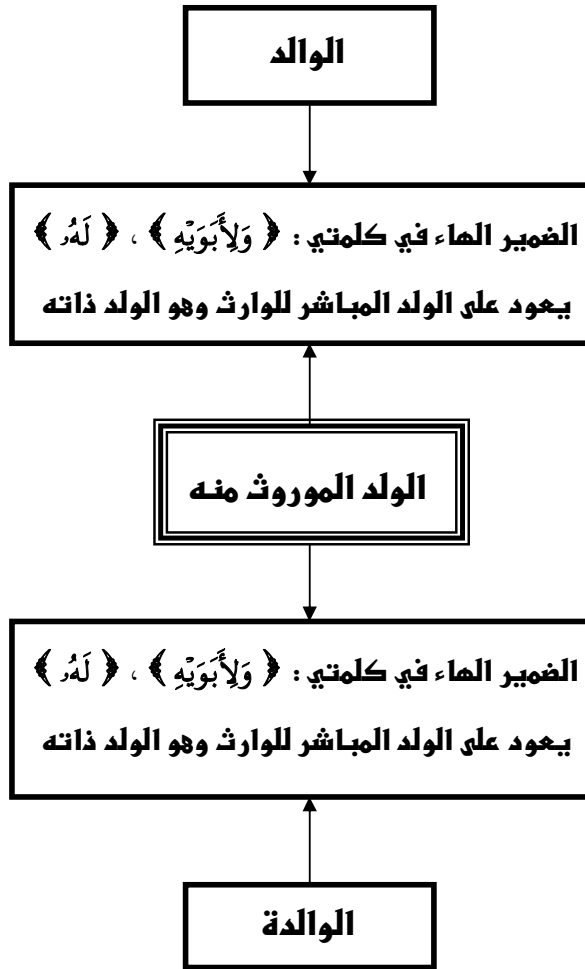 الوالد
الضمير الهاء في كلمتي : ﴿ وَلِأَبَوَيْهِ ﴾ ، ﴿ لَهُۥ ﴾
يعود على الولد المباشر للوارث وهو الولد ذاته
الولد الموروث منه
الضمير الهاء في كلمتي : ﴿ وَلِأَبَوَيْهِ ﴾ ، ﴿ لَهُۥ ﴾
يعود على الولد المباشر للوارث وهو الولد ذاته
الوالدة